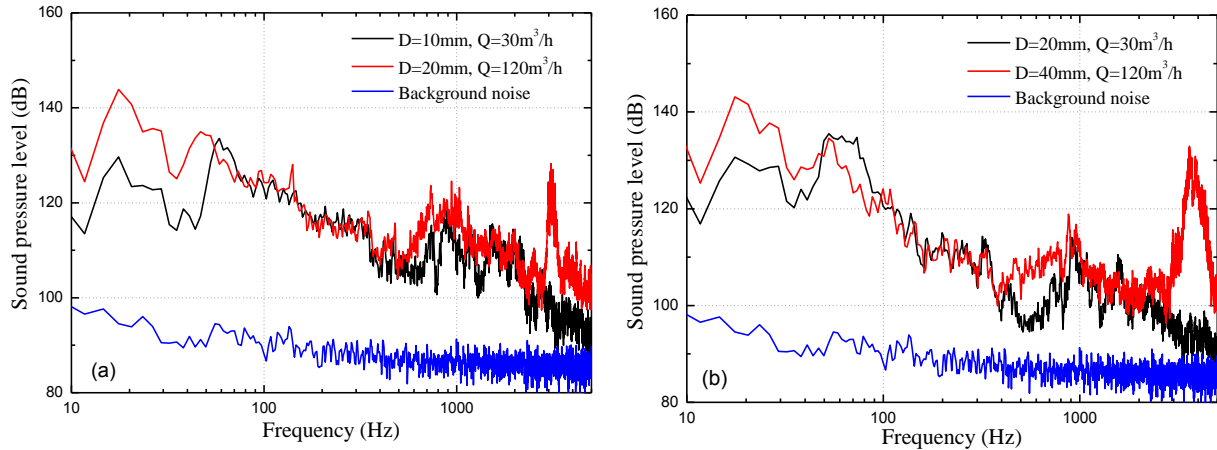 160
140
120
100
80
Sound pressure level (dB)
D=10mm, Q=30m³/h
D=20mm, Q=120m³/h
Background noise
(a)
10
100
1000
Frequency (Hz)
160
140
120
100
80
Sound pressure level (dB)
D=20mm, Q=30m³/h
D=40mm, Q=120m³/h
Background noise
(b)
10
100
1000
Frequency (Hz)